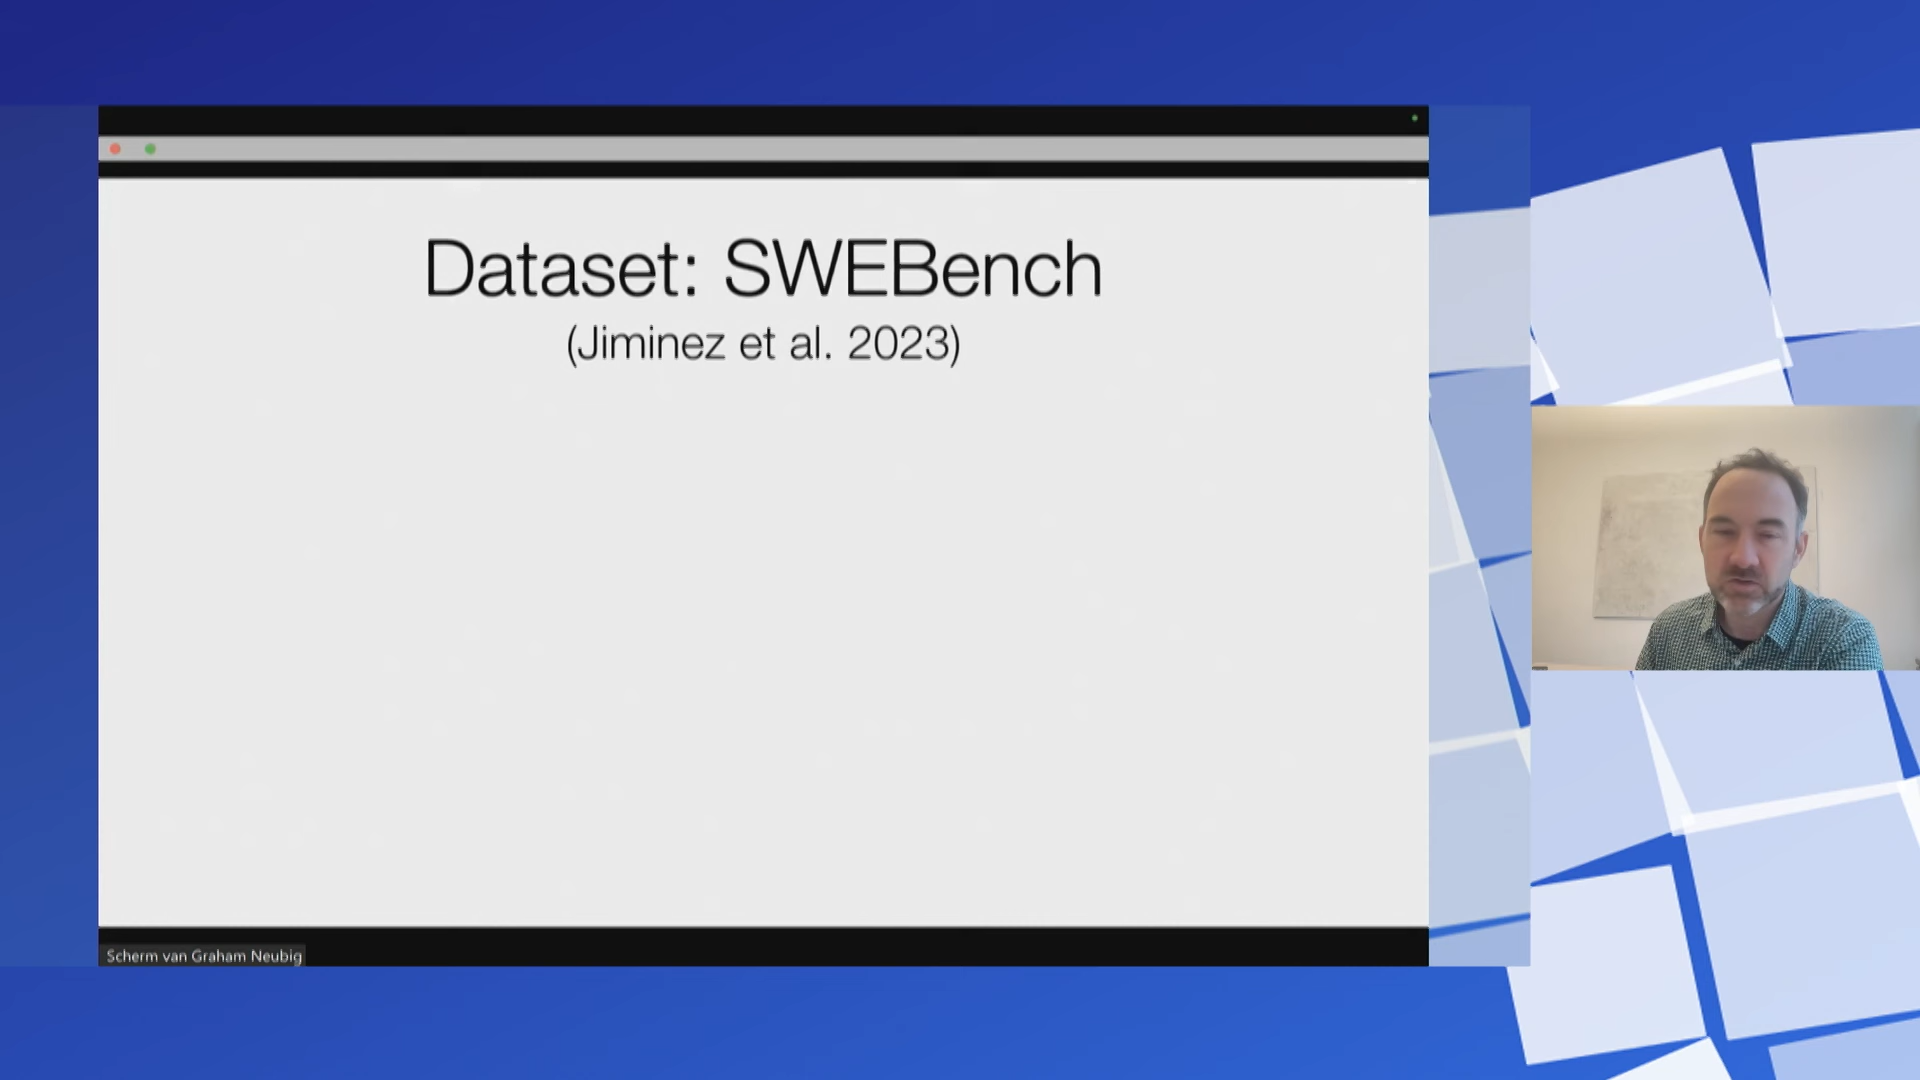 Dataset: SWEBench
(Jiminez et al. 2023)
Scherm van Graham Neubig